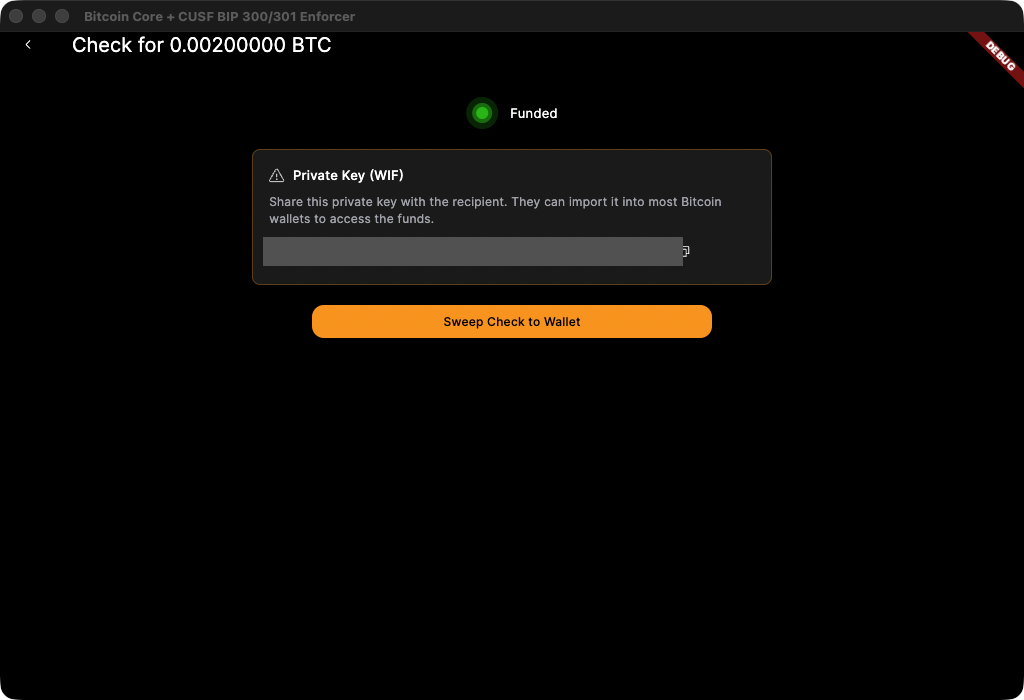 Bitcoin Core + CUSF BIP 300/301 Enforcer
Check for 0.00200000 BTC
DEBUG
Funded
Private Key (WIF)
Share this private key with the recipient. They can import it into most Bitcoin
wallets to access the funds.
Sweep Check to Wallet